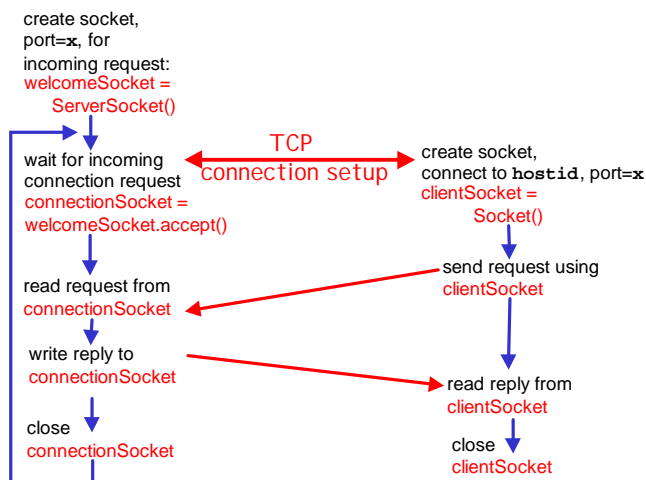 create socket,
port=x, for
incoming request:
welcomeSocket =
ServerSocket()
TCP
connection setup
wait for incoming
connection request
connectionSocket =
welcomeSocket.accept()
create socket,
connect to hostid, port=x
clientSocket =
Socket()
read request from
connectionSocket
send request using
clientSocket
write reply to
connectionSocket
read reply from
clientSocket
close
connectionSocket
close
clientSocket